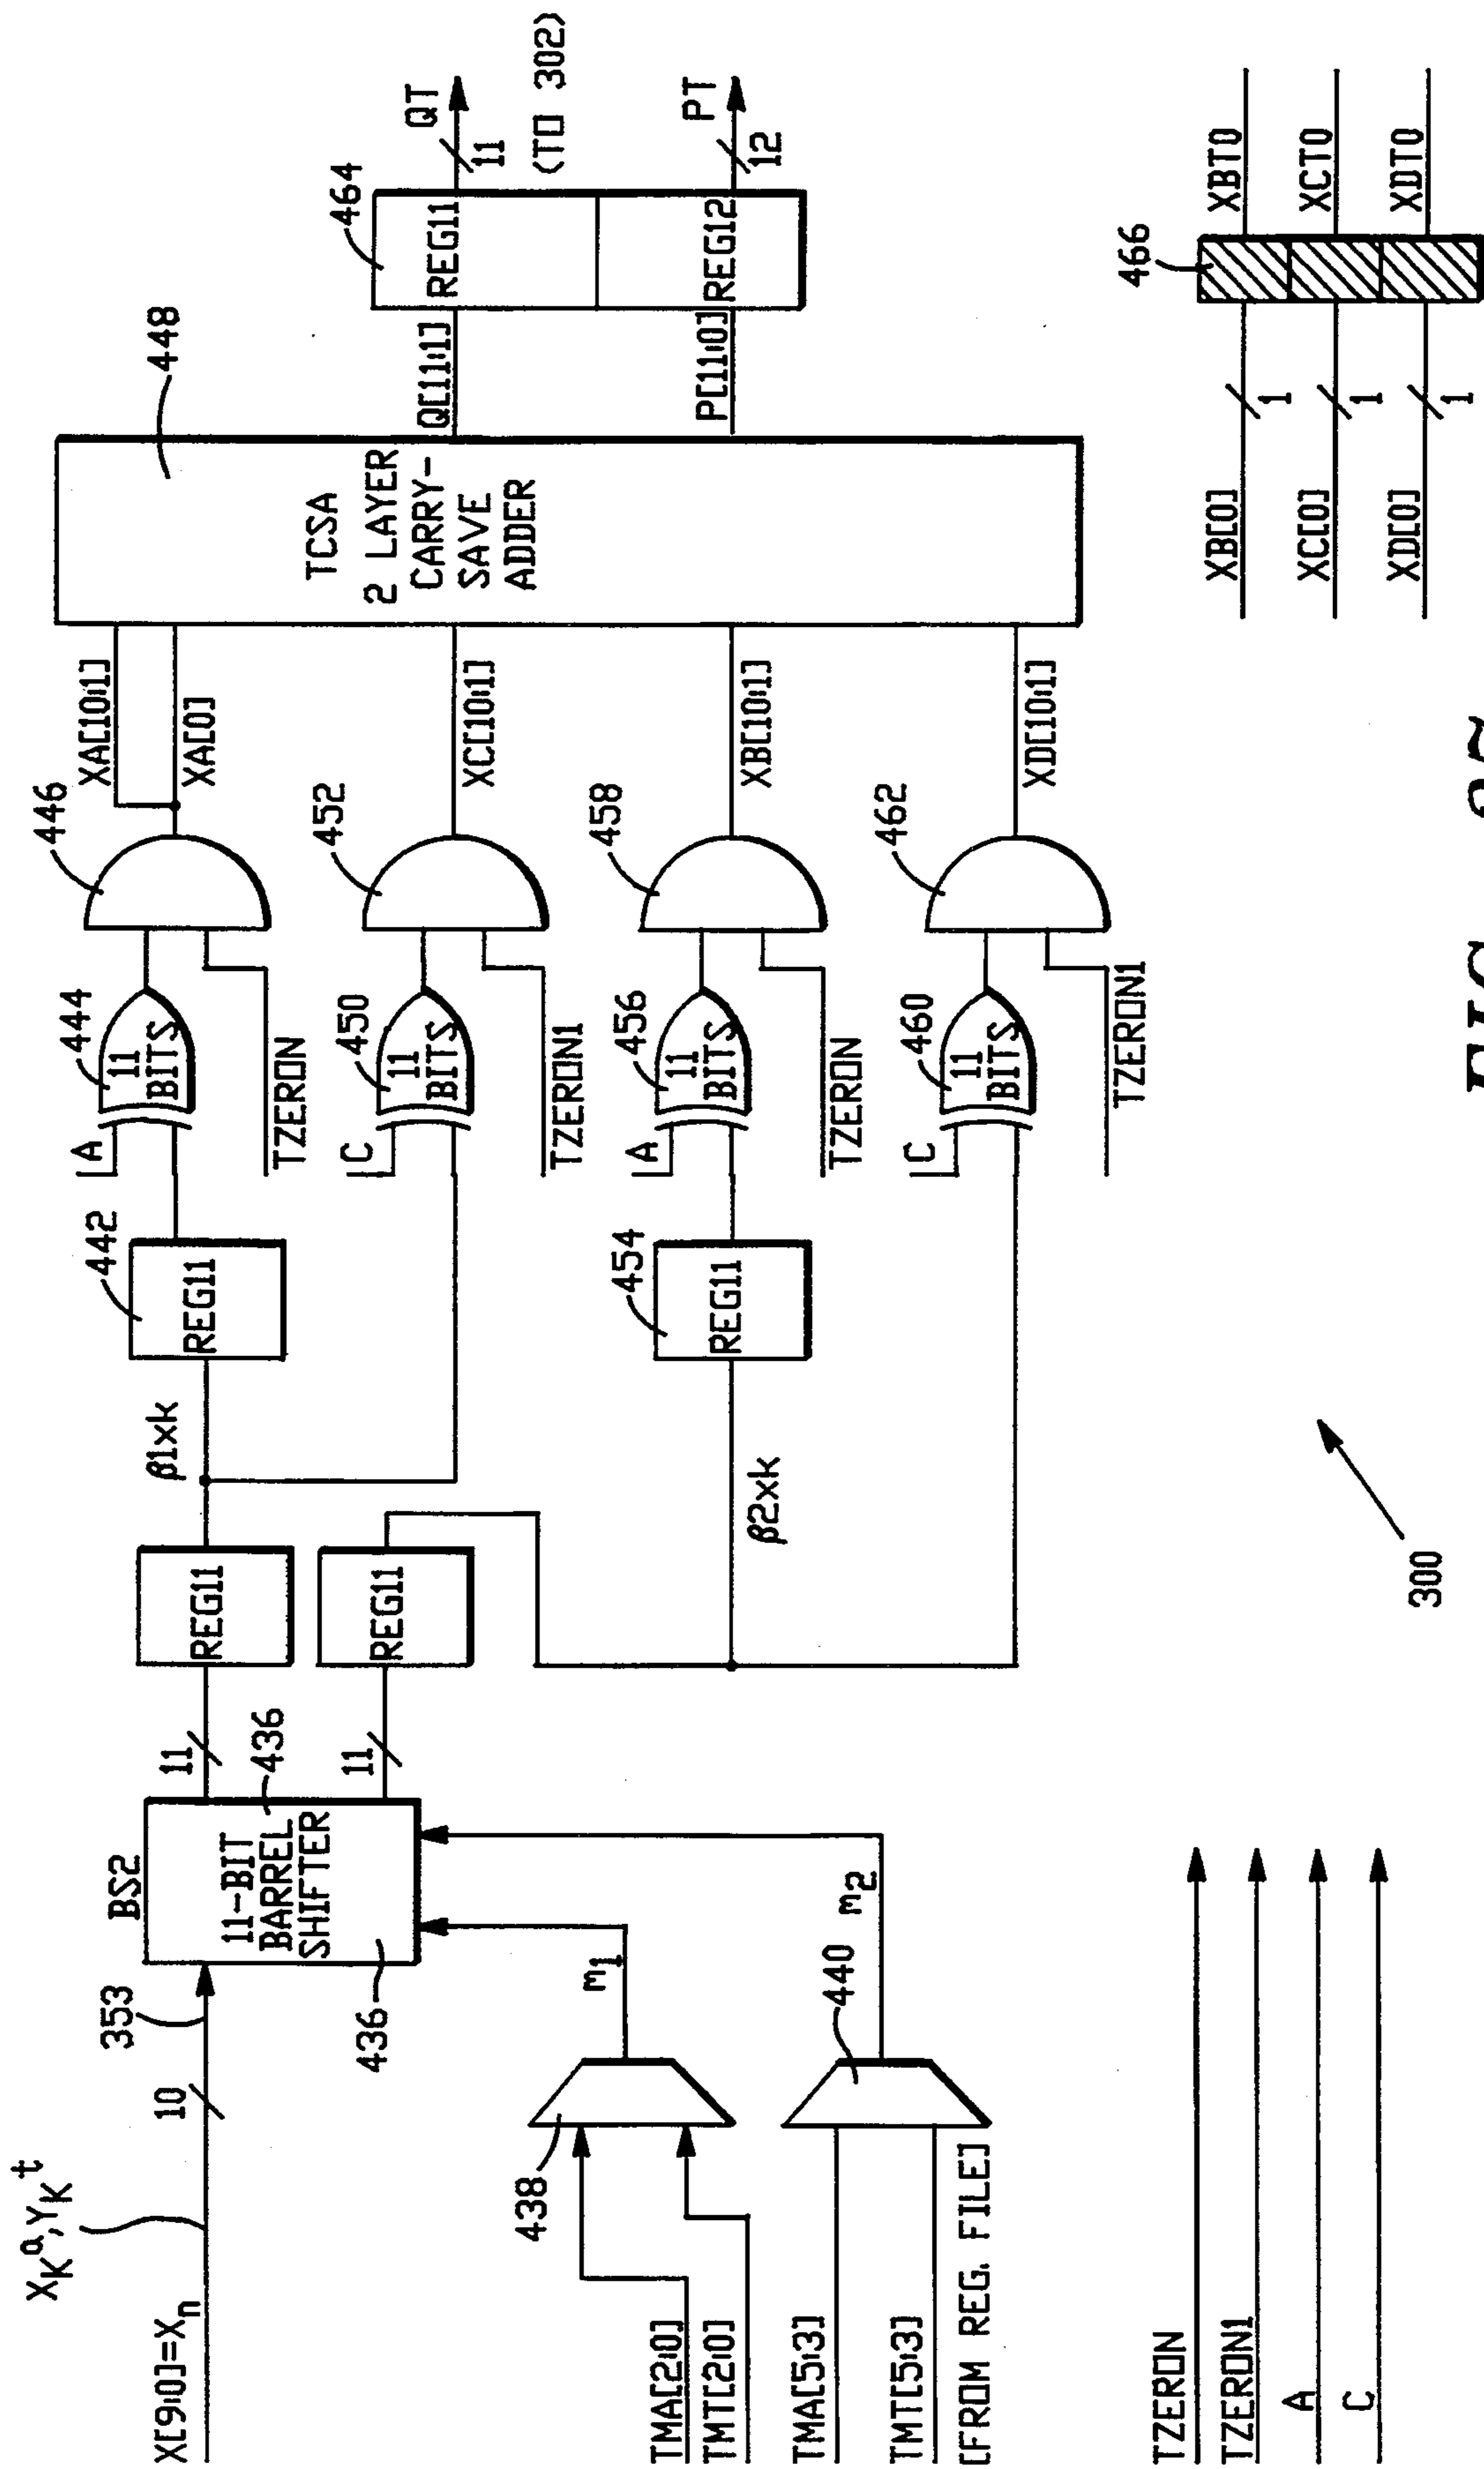 X[9:0]=Xn
XKa,YKt
10
353
BS2
11-BIT
BARREL
SHIFTER
436
436
11
11
REG11
REG11
β1xk
β2xk
442
REG11
454
REG11
A
444
11
BITS
TZERON
446
XA[10:1]
XA[0]
C
450
11
BITS
TZERON1
452
XC[10:1]
A
456
11
BITS
TZERON
458
XB[10:1]
C
460
11
BITS
TZERON1
462
XD[10:1]
448
TCSA
2 LAYER
CARRY-
SAVE
ADDER
Q[11:1]
P[11:0]
464
REG11
REG12
QT
11
(TO 302)
PT
12
TMA[2:0]
TMT[2:0]
438
m1
TMA[5:3]
TMT[5:3]
440
m2
[FROM REG. FILE]
TZERON
TZERON1
A
C
300
XB[0]
1
XBT0
XC[0]
1
XCT0
XD[0]
1
XDT0
466